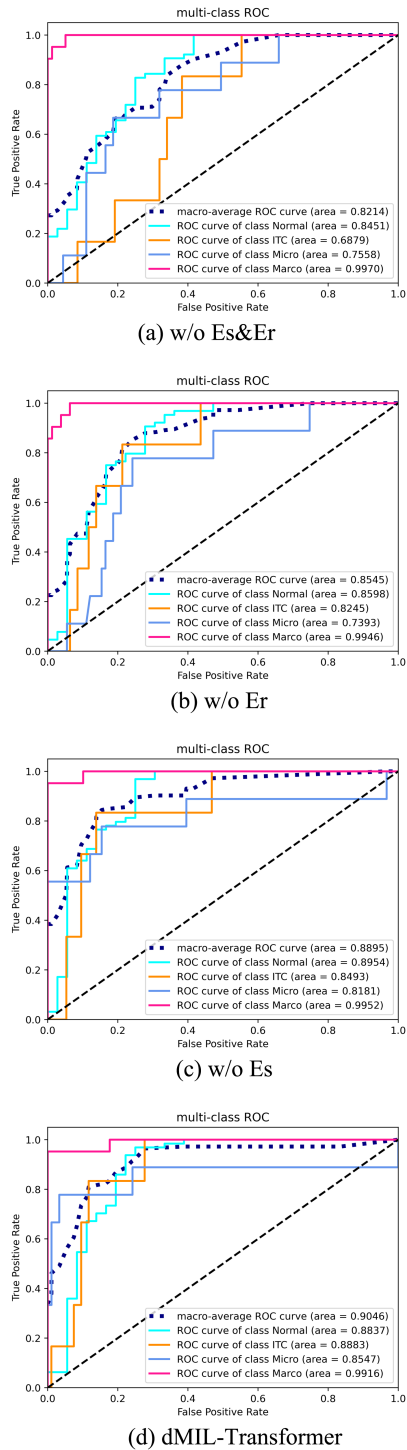 multi-class ROC
1.0
0.8
0.6
0.4
0.2
0.0
True Positive Rate
macro-average ROC curve (area = 0.8214)
ROC curve of class Normal (area = 0.8451)
ROC curve of class ITC (area = 0.6879)
ROC curve of class Micro (area = 0.7558)
ROC curve of class Marco (area = 0.9970)
0.0 0.2 0.4 0.6 0.8 1.0
False Positive Rate
(a) w/o Es&Er
multi-class ROC
1.0
0.8
0.6
0.4
0.2
0.0
True Positive Rate
macro-average ROC curve (area = 0.8545)
ROC curve of class Normal (area = 0.8598)
ROC curve of class ITC (area = 0.8245)
ROC curve of class Micro (area = 0.7393)
ROC curve of class Marco (area = 0.9946)
0.0 0.2 0.4 0.6 0.8 1.0
False Positive Rate
(b) w/o Er
multi-class ROC
1.0
0.8
0.6
0.4
0.2
0.0
True Positive Rate
macro-average ROC curve (area = 0.8895)
ROC curve of class Normal (area = 0.8954)
ROC curve of class ITC (area = 0.8493)
ROC curve of class Micro (area = 0.8181)
ROC curve of class Marco (area = 0.9952)
0.0 0.2 0.4 0.6 0.8 1.0
False Positive Rate
(c) w/o Es
multi-class ROC
1.0
0.8
0.6
0.4
0.2
0.0
True Positive Rate
macro-average ROC curve (area = 0.9046)
ROC curve of class Normal (area = 0.8837)
ROC curve of class ITC (area = 0.8883)
ROC curve of class Micro (area = 0.8547)
ROC curve of class Marco (area = 0.9916)
0.0 0.2 0.4 0.6 0.8 1.0
False Positive Rate
(d) dMIL-Transformer